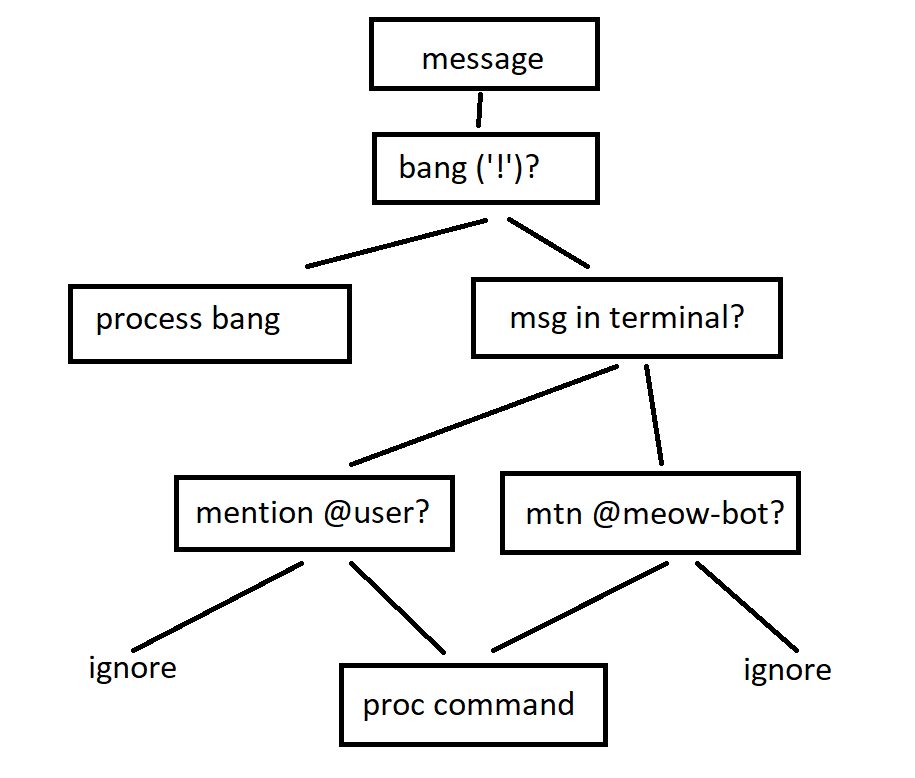 message
bang ('!')?
process bang
msg in terminal?
mention @user?
mtn @meow-bot?
ignore
ignore
proc command